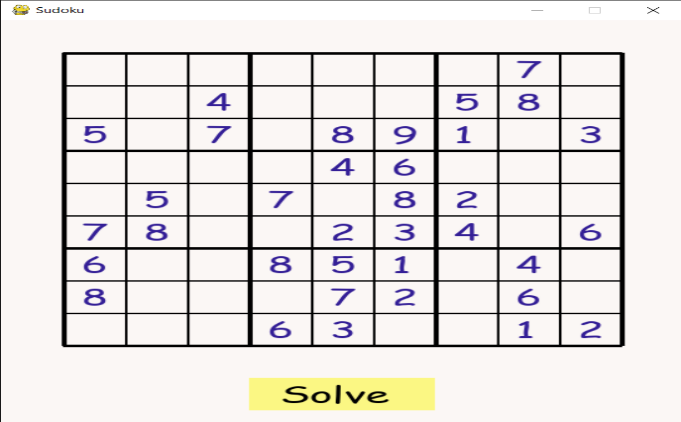 Sudoku
7
4 5 8
5 7 8 9 1 3
4 6
5 7 8 2
7 8 2 3 4 6
6 8 5 1 4
8 7 2 6
6 3 1 2
Solve